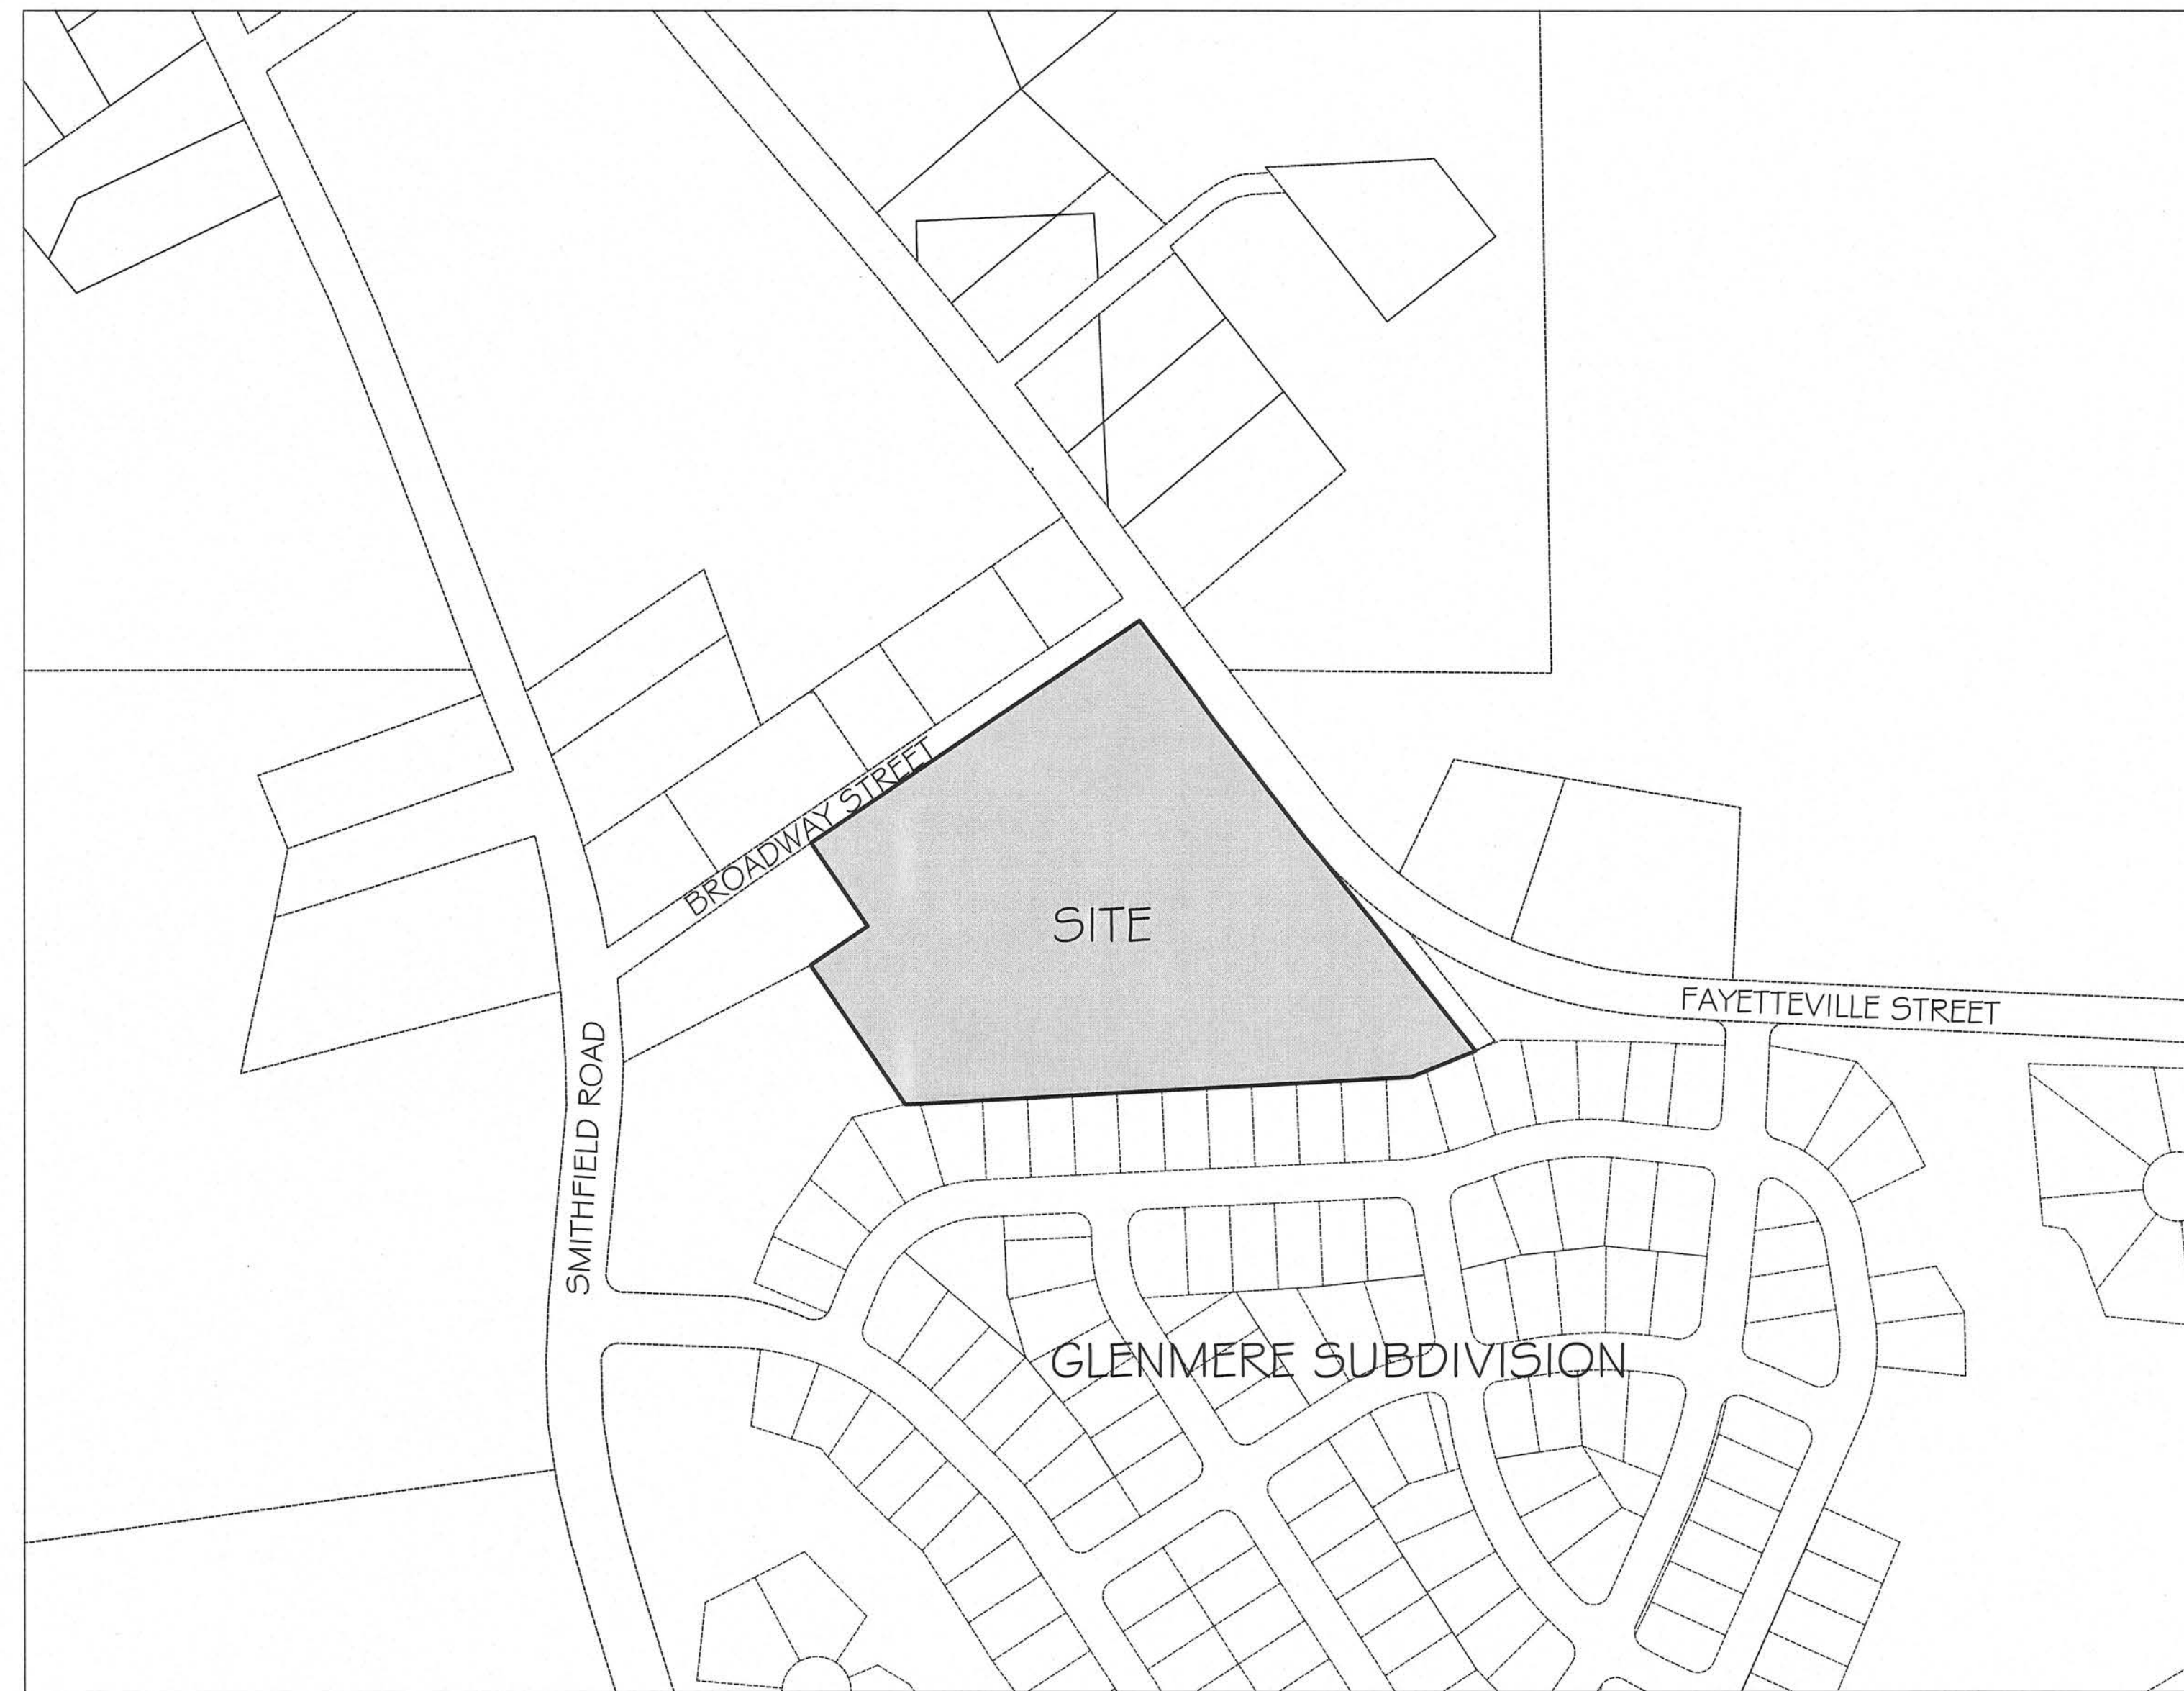 BROADWAY STREET
SITE
FAYETTEVILLE STREET
SMITHFIELD ROAD
GLENMERE SUBDIVISION